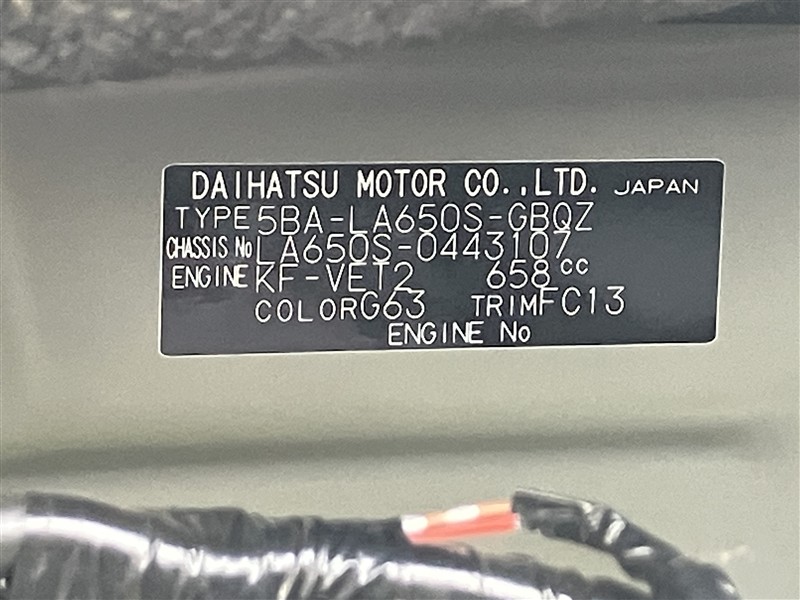 DAIHATSU MOTOR CO.,LTD. JAPAN
TYPE 5BA-LA650S-GBQZ
CHASSIS No LA650S-0443107
ENGINE KF-VET2 658cc
COLOR G63 TRIM FC13
ENGINE No